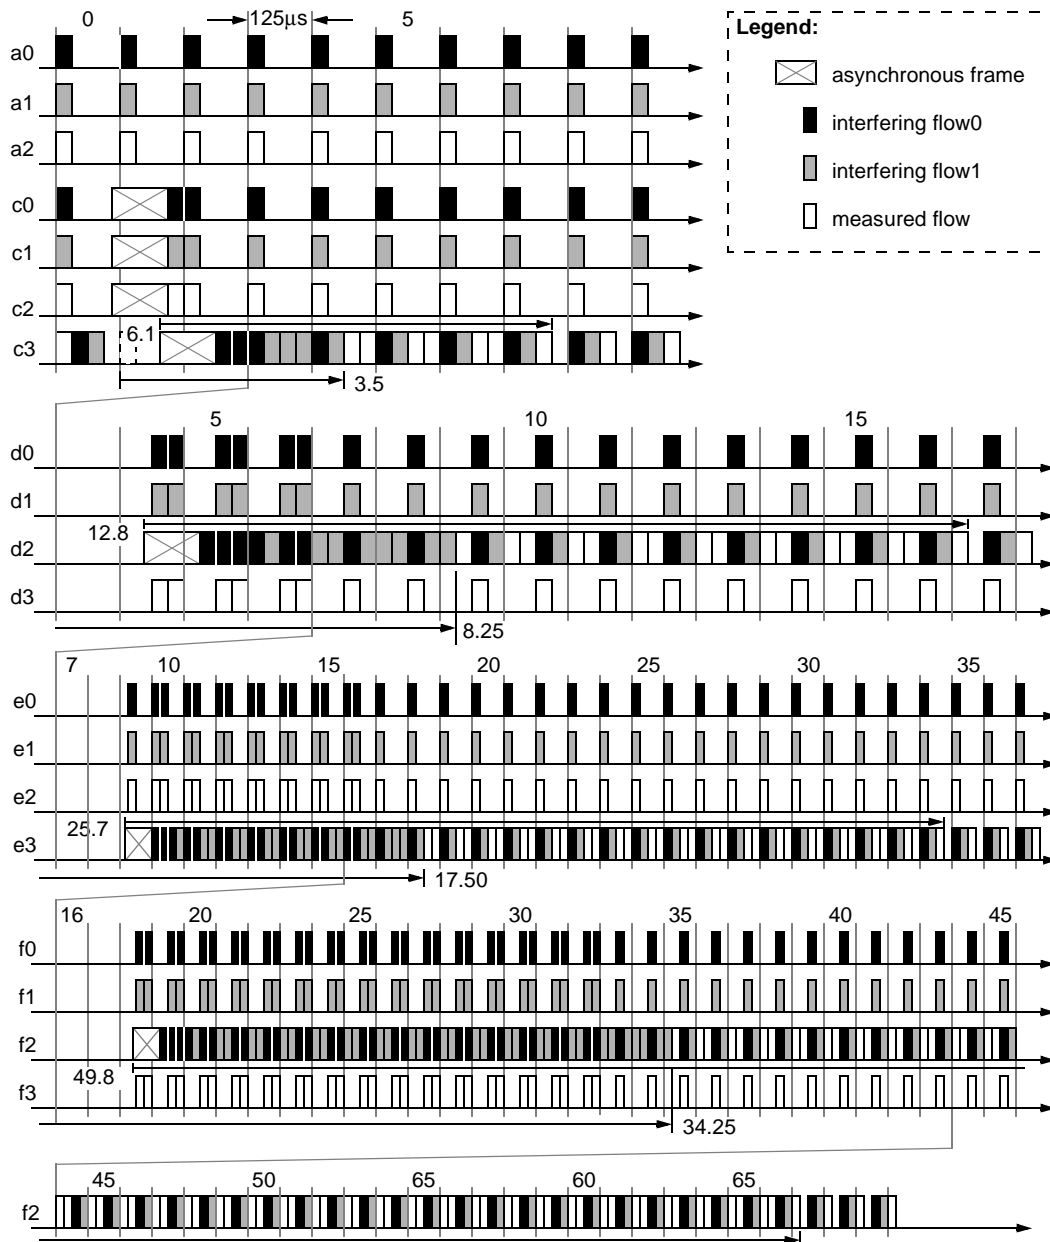 0 125μs 5
Legend:
a0
asynchronous frame
a1
interfering flow0
a2
interfering flow1
c0
measured flow
c1
c2
c3
6.1
3.5
5 10 15
d0
d1
12.8
d2
d3
8.25
7 10 15 20 25 30 35
e0
e1
e2
25.7
e3
17.50
16 20 25 30 35 40 45
f0
f1
f2
49.8
f3
34.25
45 50 65 60 65
f2